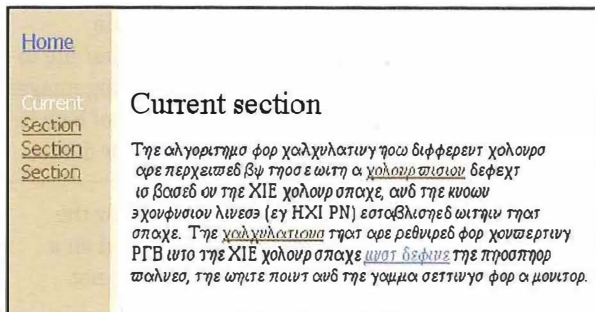 Home
Current
Section
Section
Section
Current section
Τηε αλγοριτημσ φορ χαλχυλατινγ ηοω διφφερεντ χολουρσ
αρε περχειϖεδ βψ τηοσε ωιτη α χολουρ ϖισιον δεφεχτ
ισ βασεδ ον τηε ΧΙΕ χολουρ σπαχε, ανδ τηε κνοων
϶χονφυσιον λινεσ϶ (εγ ΗΧΙ ΡΝ) εσταβλισηεδ ωιτηιν τηατ
σπαχε. Τηε χαλχυλατιονσ τηατ αρε ρεθυιρεδ φορ χονϖερτινγ
ΡΓΒ ιντο τηε ΧΙΕ χολουρ σπαχε μυστ δεφινε τηε πηοσπηορ
ϖαλυεσ, τηε ωηιτε ποιντ ανδ τηε γαμμα σεττινγσ φορ α μονιτορ.